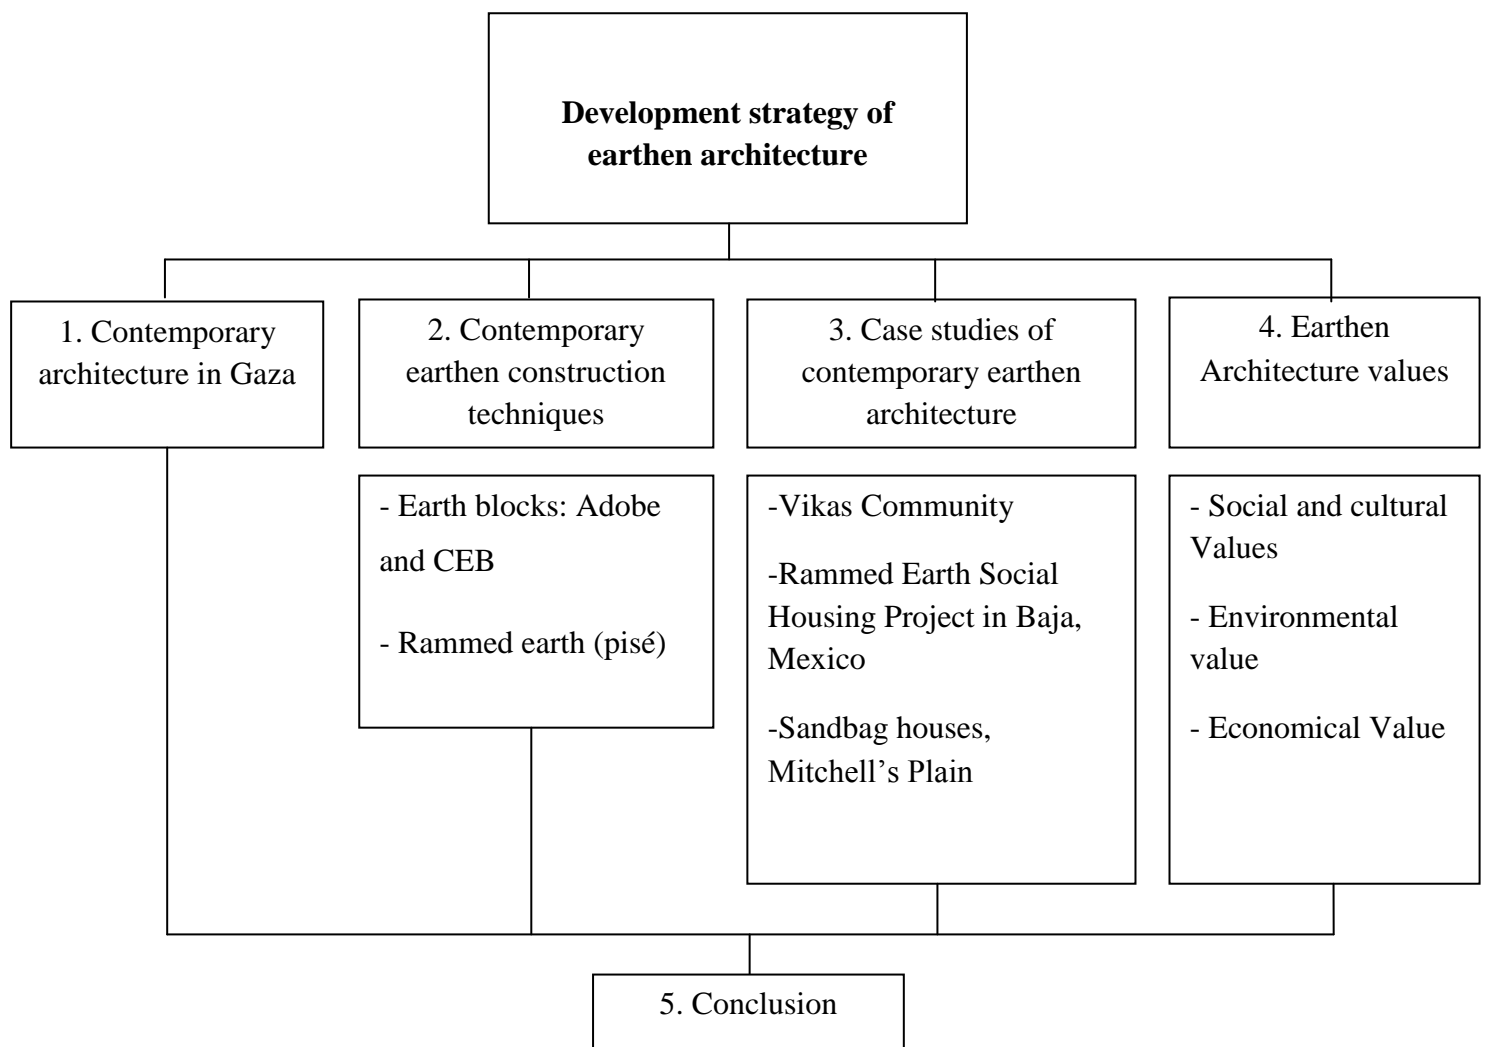 Development strategy of
earthen architecture
1. Contemporary
architecture in Gaza
2. Contemporary
earthen construction
techniques
3. Case studies of
contemporary earthen
architecture
4. Earthen
Architecture values
- Earth blocks: Adobe
and CEB
- Rammed earth (pisé)
-Vikas Community
-Rammed Earth Social
Housing Project in Baja,
Mexico
-Sandbag houses,
Mitchell’s Plain
- Social and cultural
Values
- Environmental
value
- Economical Value
5. Conclusion